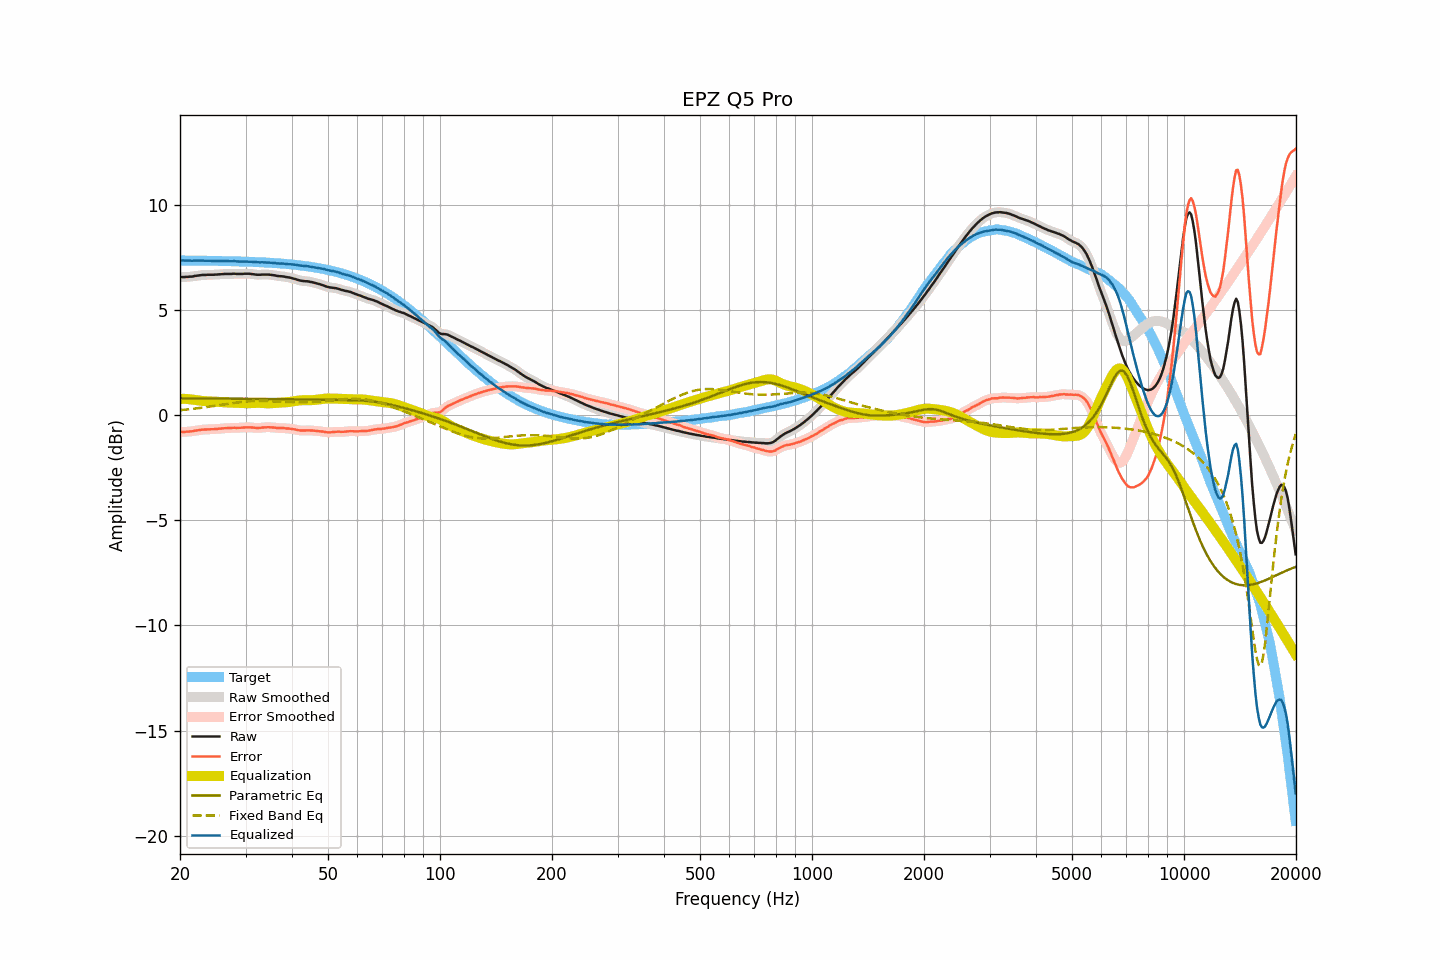 EPZ Q5 Pro
Amplitude (dBr)
10
5
0
−5
−10
−15
−20
Target
Raw Smoothed
Error Smoothed
Raw
Error
Equalization
Parametric Eq
Fixed Band Eq
Equalized
20 50 100 200 500 1000 2000 5000 10000 20000
Frequency (Hz)